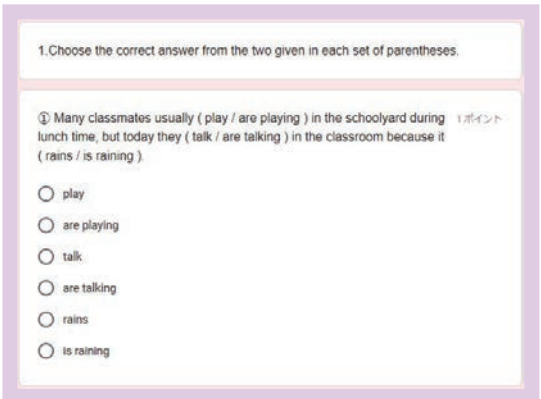 1.Choose the correct answer from the two given in each set of parentheses.
① Many classmates usually ( play / are playing ) in the schoolyard during
1ポイント
lunch time, but today they ( talk / are talking ) in the classroom because it
( rains / is raining ).
play
are playing
talk
are talking
rains
is raining